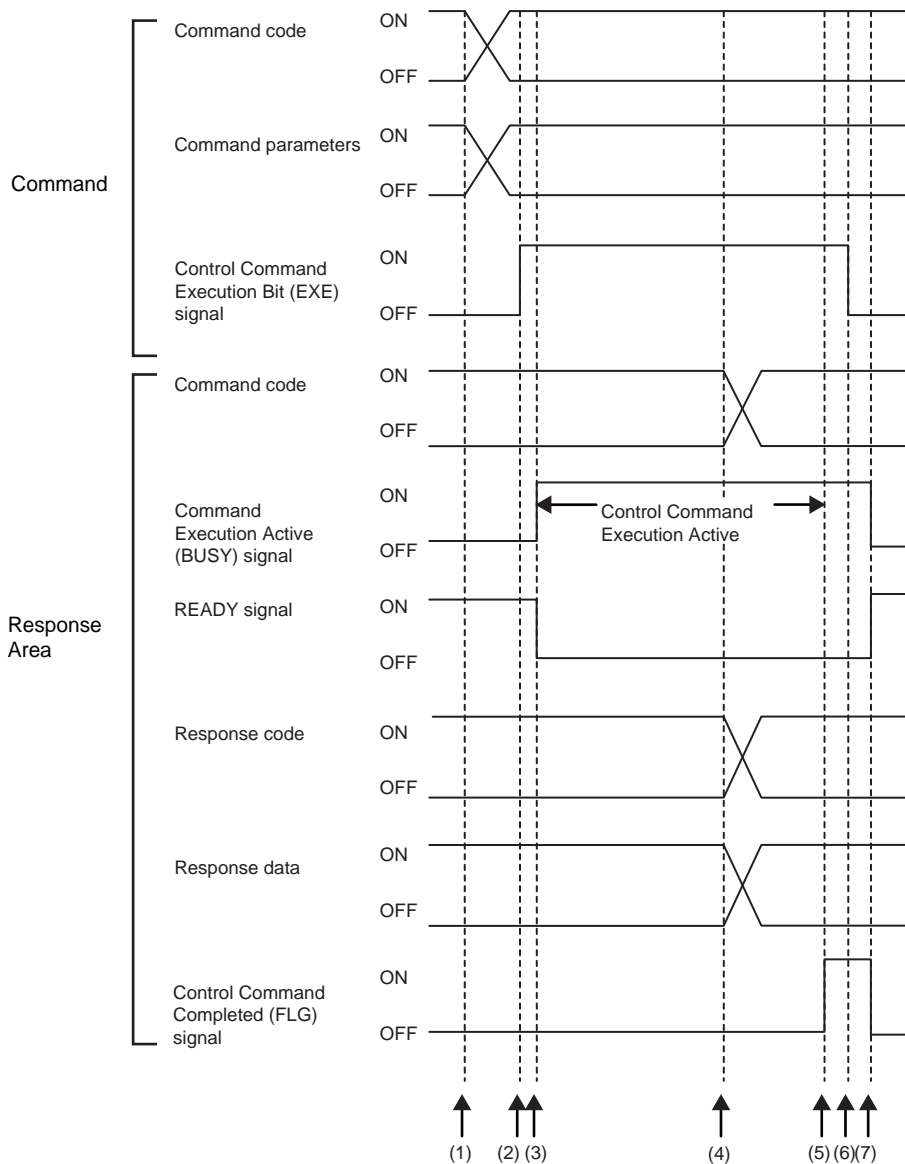 Command code
ON
OFF
Command parameters
ON
OFF
Command
Control Command
Execution Bit (EXE)
signal
ON
OFF
Command code
ON
OFF
Command
Execution Active
(BUSY) signal
ON
OFF
Control Command
Execution Active
READY signal
ON
OFF
Response
Area
Response code
ON
OFF
Response data
ON
OFF
Control Command
Completed (FLG)
signal
ON
OFF
(1) (2) (3) (4) (5) (6) (7)